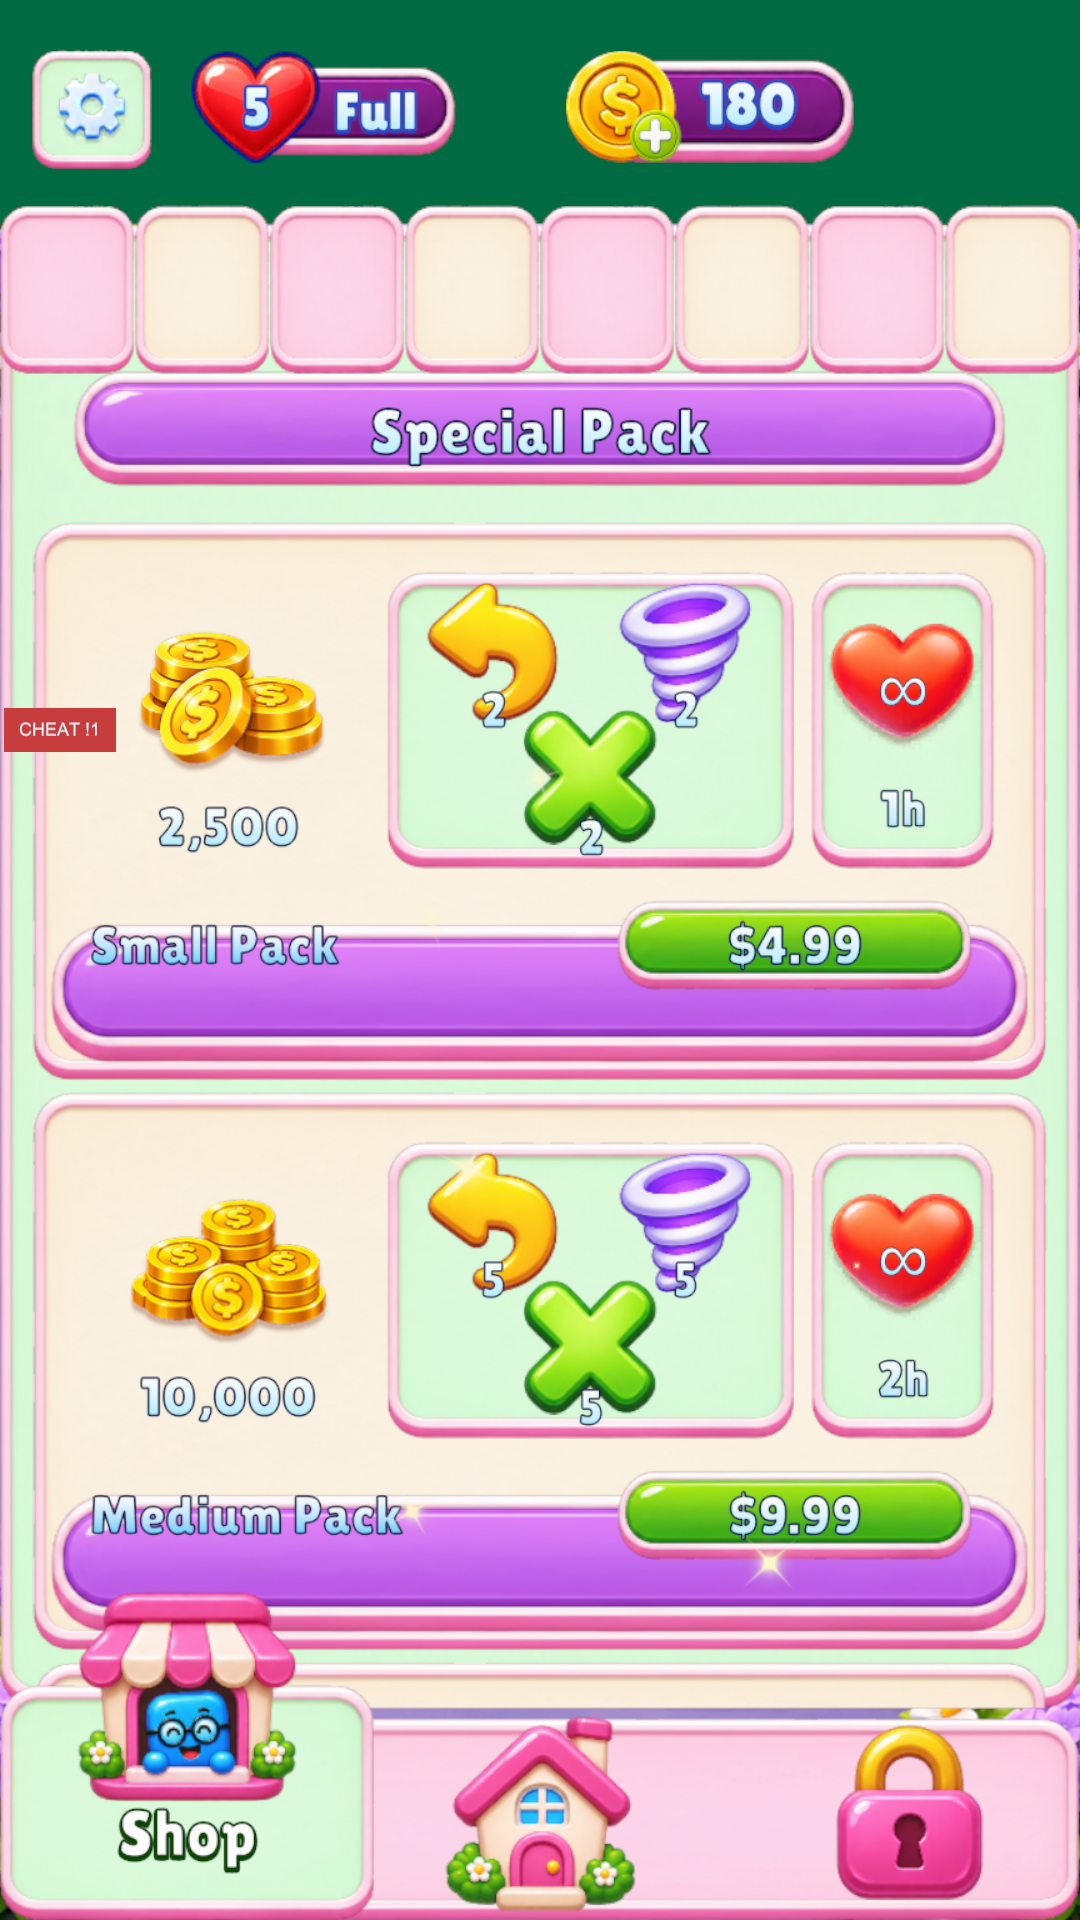 5 Full
180
Special Pack
2
2
2
∞
CHEAT !1
2,500
1h
Small Pack
$4.99
5
5
5
∞
10,000
2h
Medium Pack
$9.99
Shop